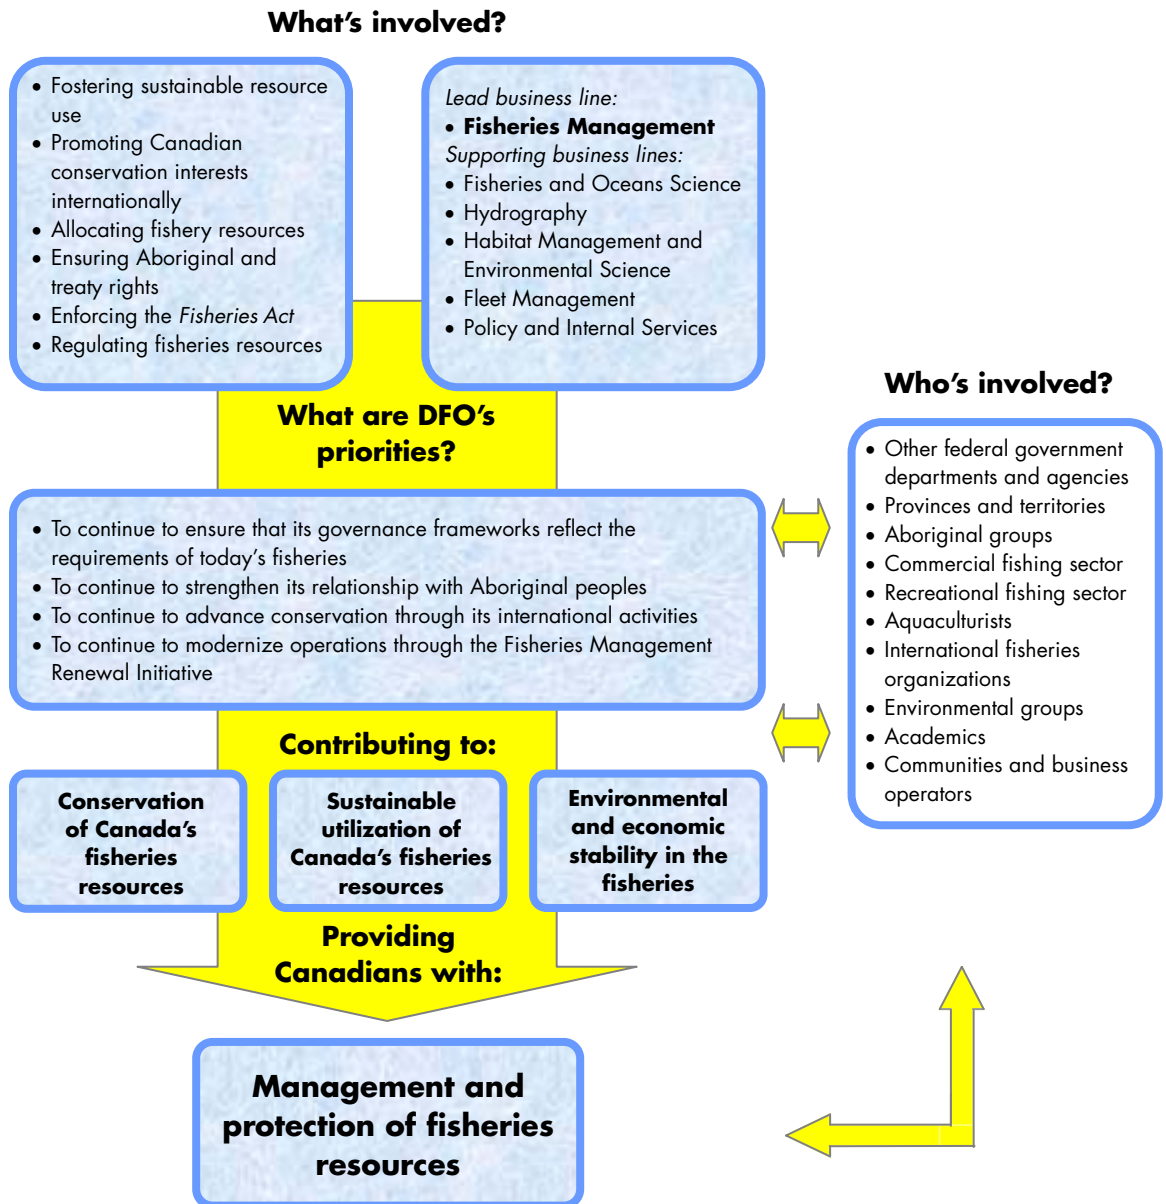 What's involved?
• Fostering sustainable resource
use
• Promoting Canadian
conservation interests
internationally
• Allocating fishery resources
• Ensuring Aboriginal and
treaty rights
• Enforcing the Fisheries Act
• Regulating fisheries resources
Lead business line:
• Fisheries Management
Supporting business lines:
• Fisheries and Oceans Science
• Hydrography
• Habitat Management and
Environmental Science
• Fleet Management
• Policy and Internal Services
What are DFO's
priorities?
• To continue to ensure that its governance frameworks reflect the
requirements of today's fisheries
• To continue to strengthen its relationship with Aboriginal peoples
• To continue to advance conservation through its international activities
• To continue to modernize operations through the Fisheries Management
Renewal Initiative
Who's involved?
• Other federal government
departments and agencies
• Provinces and territories
• Aboriginal groups
• Commercial fishing sector
• Recreational fishing sector
• Aquaculturists
• International fisheries
organizations
• Environmental groups
• Academics
• Communities and business
operators
Contributing to:
Conservation
of Canada's
fisheries
resources
Sustainable
utilization of
Canada's fisheries
resources
Environmental
and economic
stability in the
fisheries
Providing
Canadians with:
Management and
protection of fisheries
resources